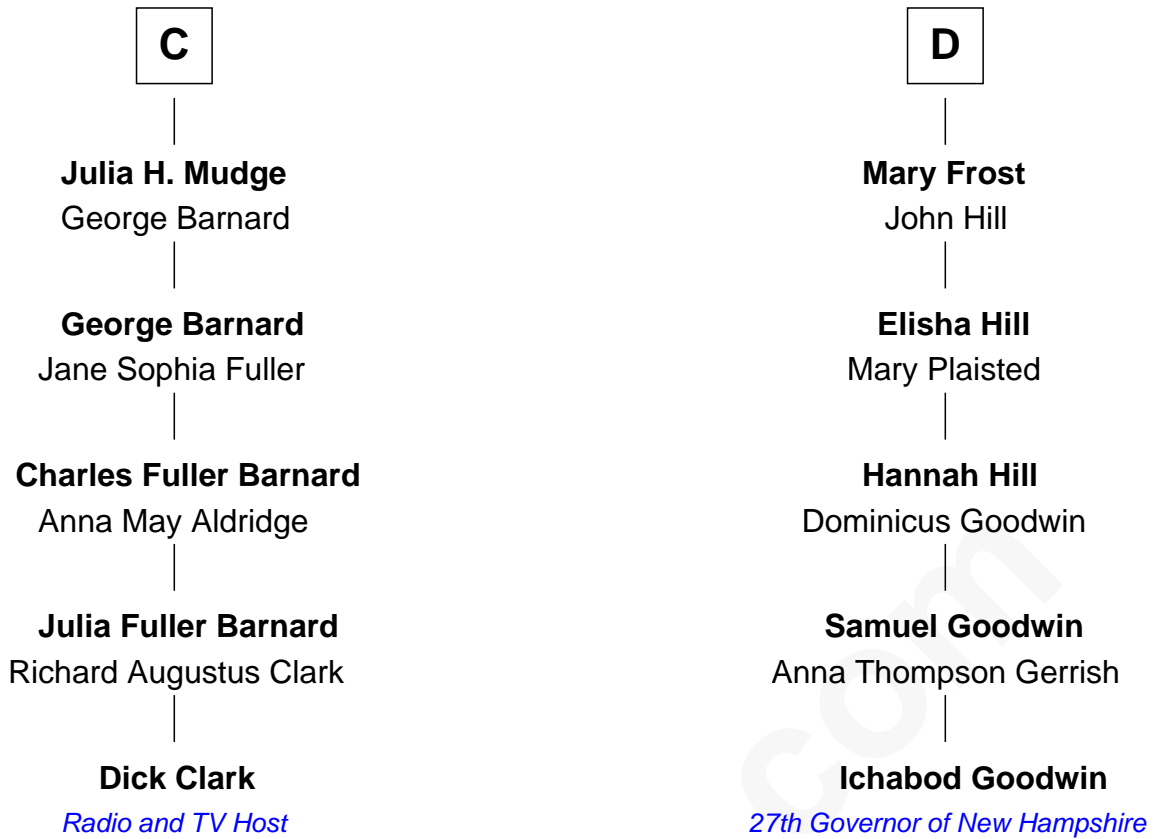 C
Julia H. Mudge
George Barnard
George Barnard
Jane Sophia Fuller
Charles Fuller Barnard
Anna May Aldridge
Julia Fuller Barnard
Richard Augustus Clark
Dick Clark
Radio and TV Host
D
Mary Frost
John Hill
Elisha Hill
Mary Plaisted
Hannah Hill
Dominicus Goodwin
Samuel Goodwin
Anna Thompson Gerrish
Ichabod Goodwin
27th Governor of New Hampshire
com